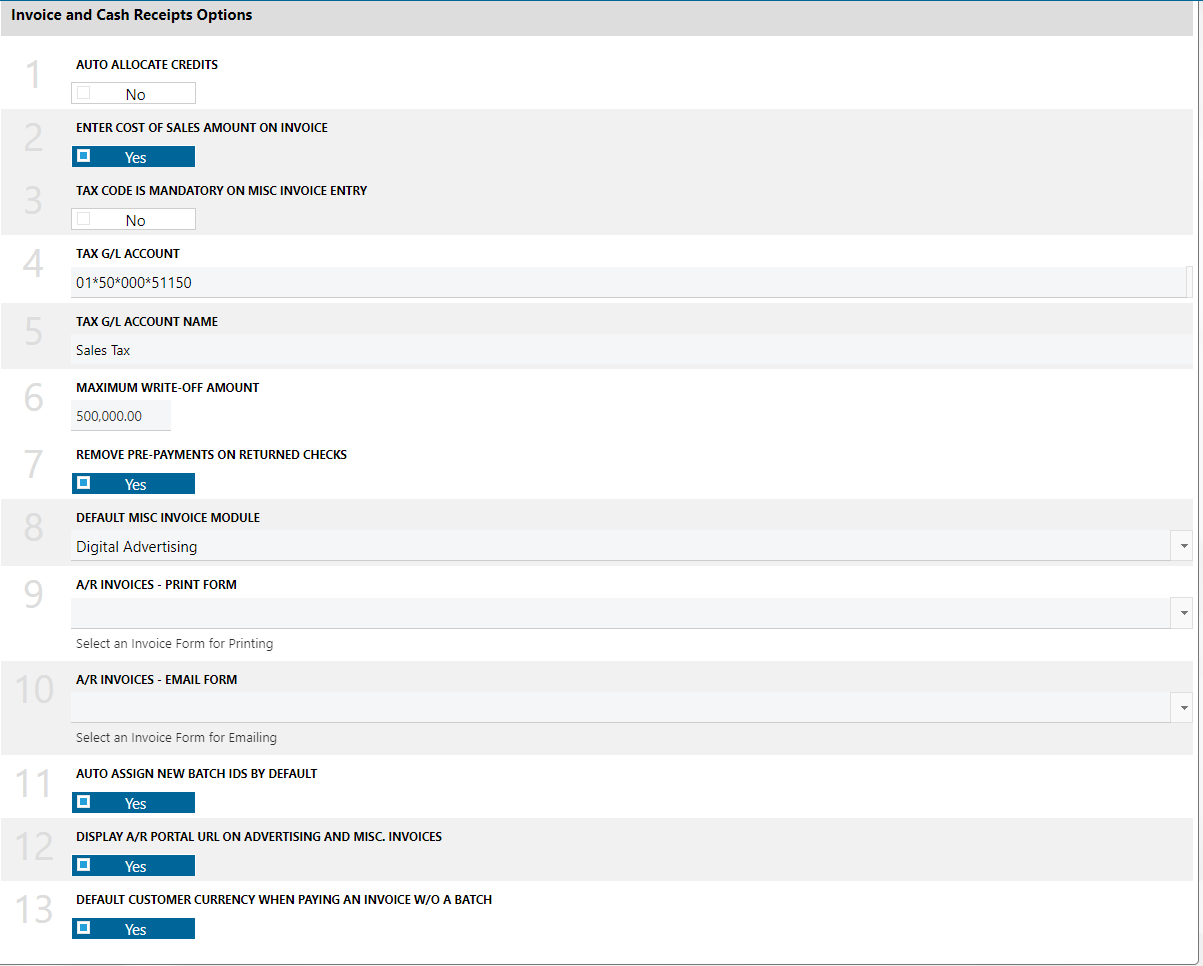 Invoice and Cash Receipts Options
1
AUTO ALLOCATE CREDITS
No
2
ENTER COST OF SALES AMOUNT ON INVOICE
Yes
3
TAX CODE IS MANDATORY ON MISC INVOICE ENTRY
No
4
TAX G/L ACCOUNT
01*50*000*51150
5
TAX G/L ACCOUNT NAME
Sales Tax
6
MAXIMUM WRITE-OFF AMOUNT
500,000.00
7
REMOVE PRE-PAYMENTS ON RETURNED CHECKS
Yes
8
DEFAULT MISC INVOICE MODULE
Digital Advertising
9
A/R INVOICES - PRINT FORM
Select an Invoice Form for Printing
10
A/R INVOICES - EMAIL FORM
Select an Invoice Form for Emailing
11
AUTO ASSIGN NEW BATCH IDS BY DEFAULT
Yes
12
DISPLAY A/R PORTAL URL ON ADVERTISING AND MISC. INVOICES
Yes
13
DEFAULT CUSTOMER CURRENCY WHEN PAYING AN INVOICE W/O A BATCH
Yes